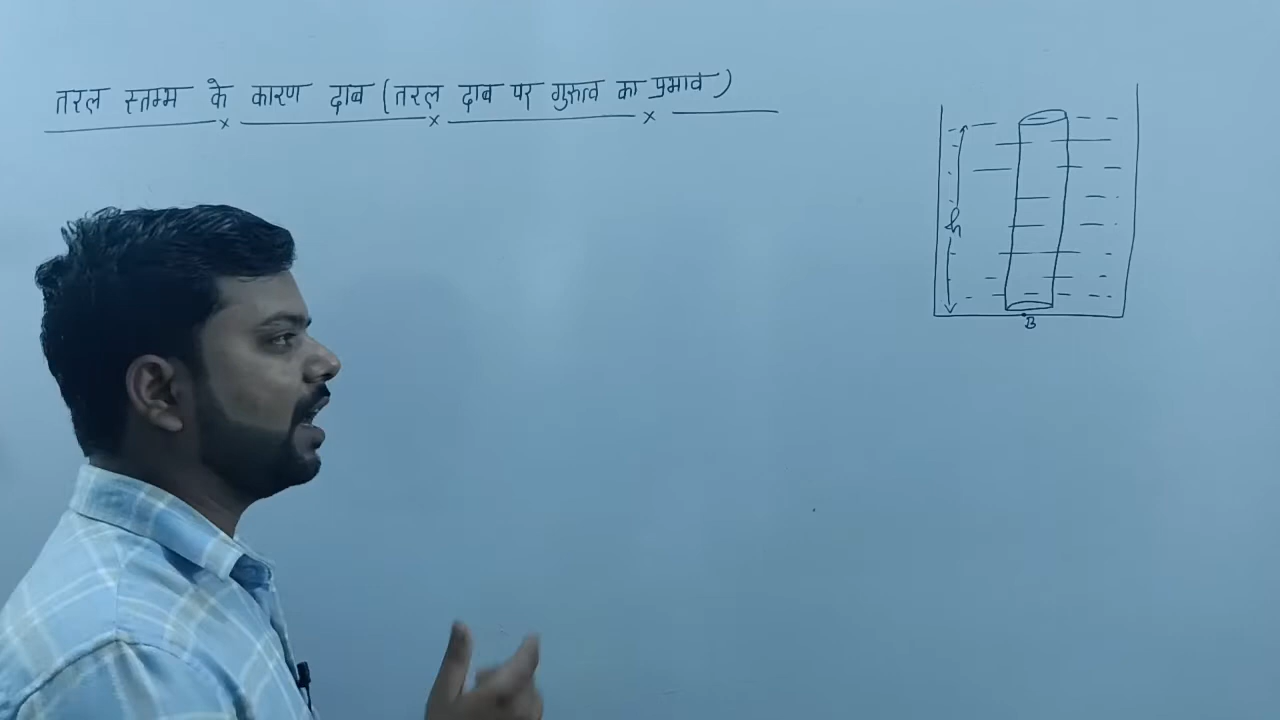 तरल स्तम्भ के कारण दाब (तरल दाब पर गुरुत्व का प्रभाव)
h
B